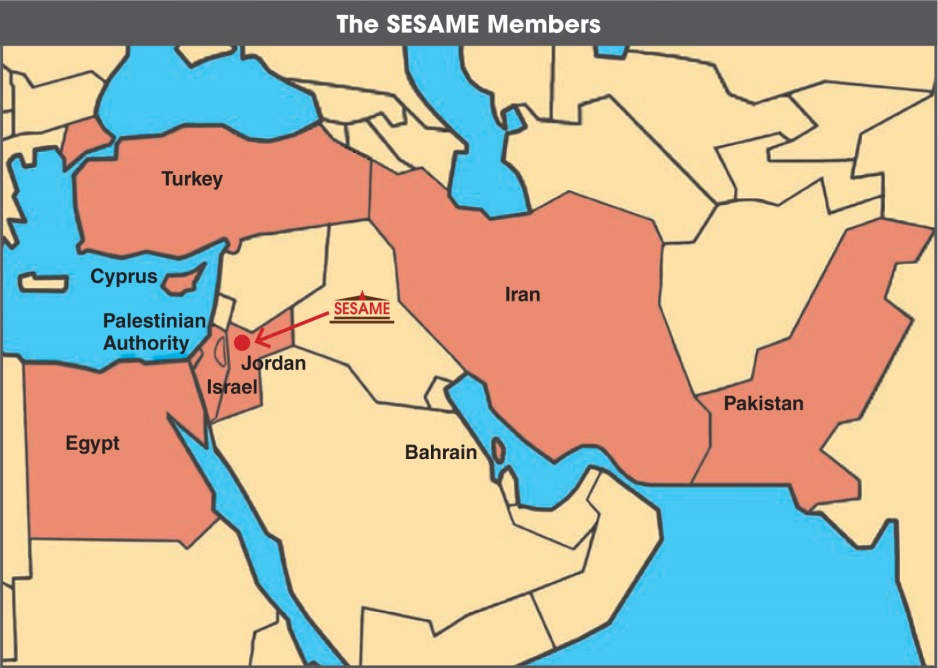 The SESAME Members
Turkey
Cyprus
Iran
SESAME
Palestinian
Authority
Jordan
Israel
Pakistan
Egypt
Bahrain